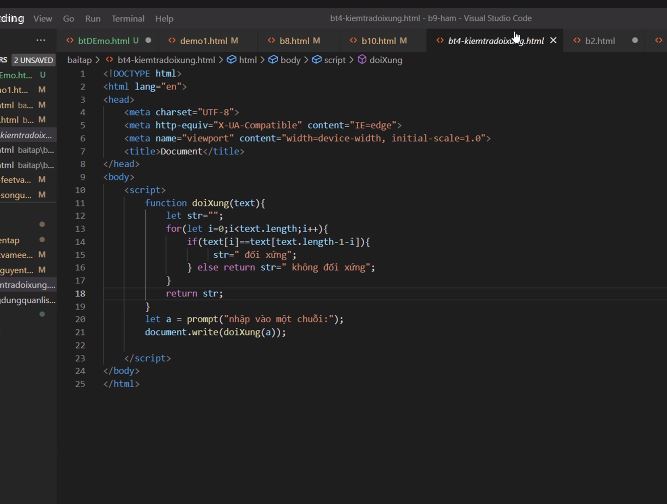 ding Go View Go Run Terminal Help bt4-kiemtradoixung.html - b9-ham - Visual Studio Code
btDEmo.html U demo1.html M b8.html M b10.html M bt4-kiemtradoixung.html b2.html
RS 2 UNSAVED
baitap > bt4-kiemtradoixung.html > html > body > script > doiXung
Emo.ht... U
o1.ht... M
html ba... M
.html b... M
kiemtradoix...
html baitap\b...
html baitap\b...
-feetva... M
-songu... M
entap
tvamee... M
guyent... M
mtradoixung....
gdungquanlis...
1 <!DOCTYPE html>
2 <html lang="en">
3 <head>
4 <meta charset="UTF-8">
5 <meta http-equiv="X-UA-Compatible" content="IE=edge">
6 <meta name="viewport" content="width=device-width, initial-scale=1.0">
7 <title>Document</title>
8 </head>
9 <body>
10 <script>
11 function doiXung(text){
12 let str="";
13 for(let i=0;i<text.length;i++){
14 if(text[i]==text[text.length-1-i]){
15 str=" đối xứng";
16 } else return str=" không đối xứng";
17 }
18 return str;
19 }
20 let a = prompt("nhập vào một chuỗi:");
21 document.write(doiXung(a));
22
23 </script>
24 </body>
25 </html>